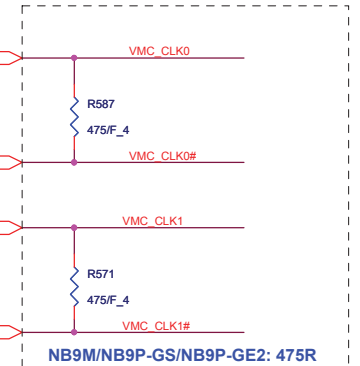 VMC_CLK0
R587
475/F_4
VMC_CLK0#
VMC_CLK1
R571
475/F_4
VMC_CLK1#
NB9M/NB9P-GS/NB9P-GE2: 475R